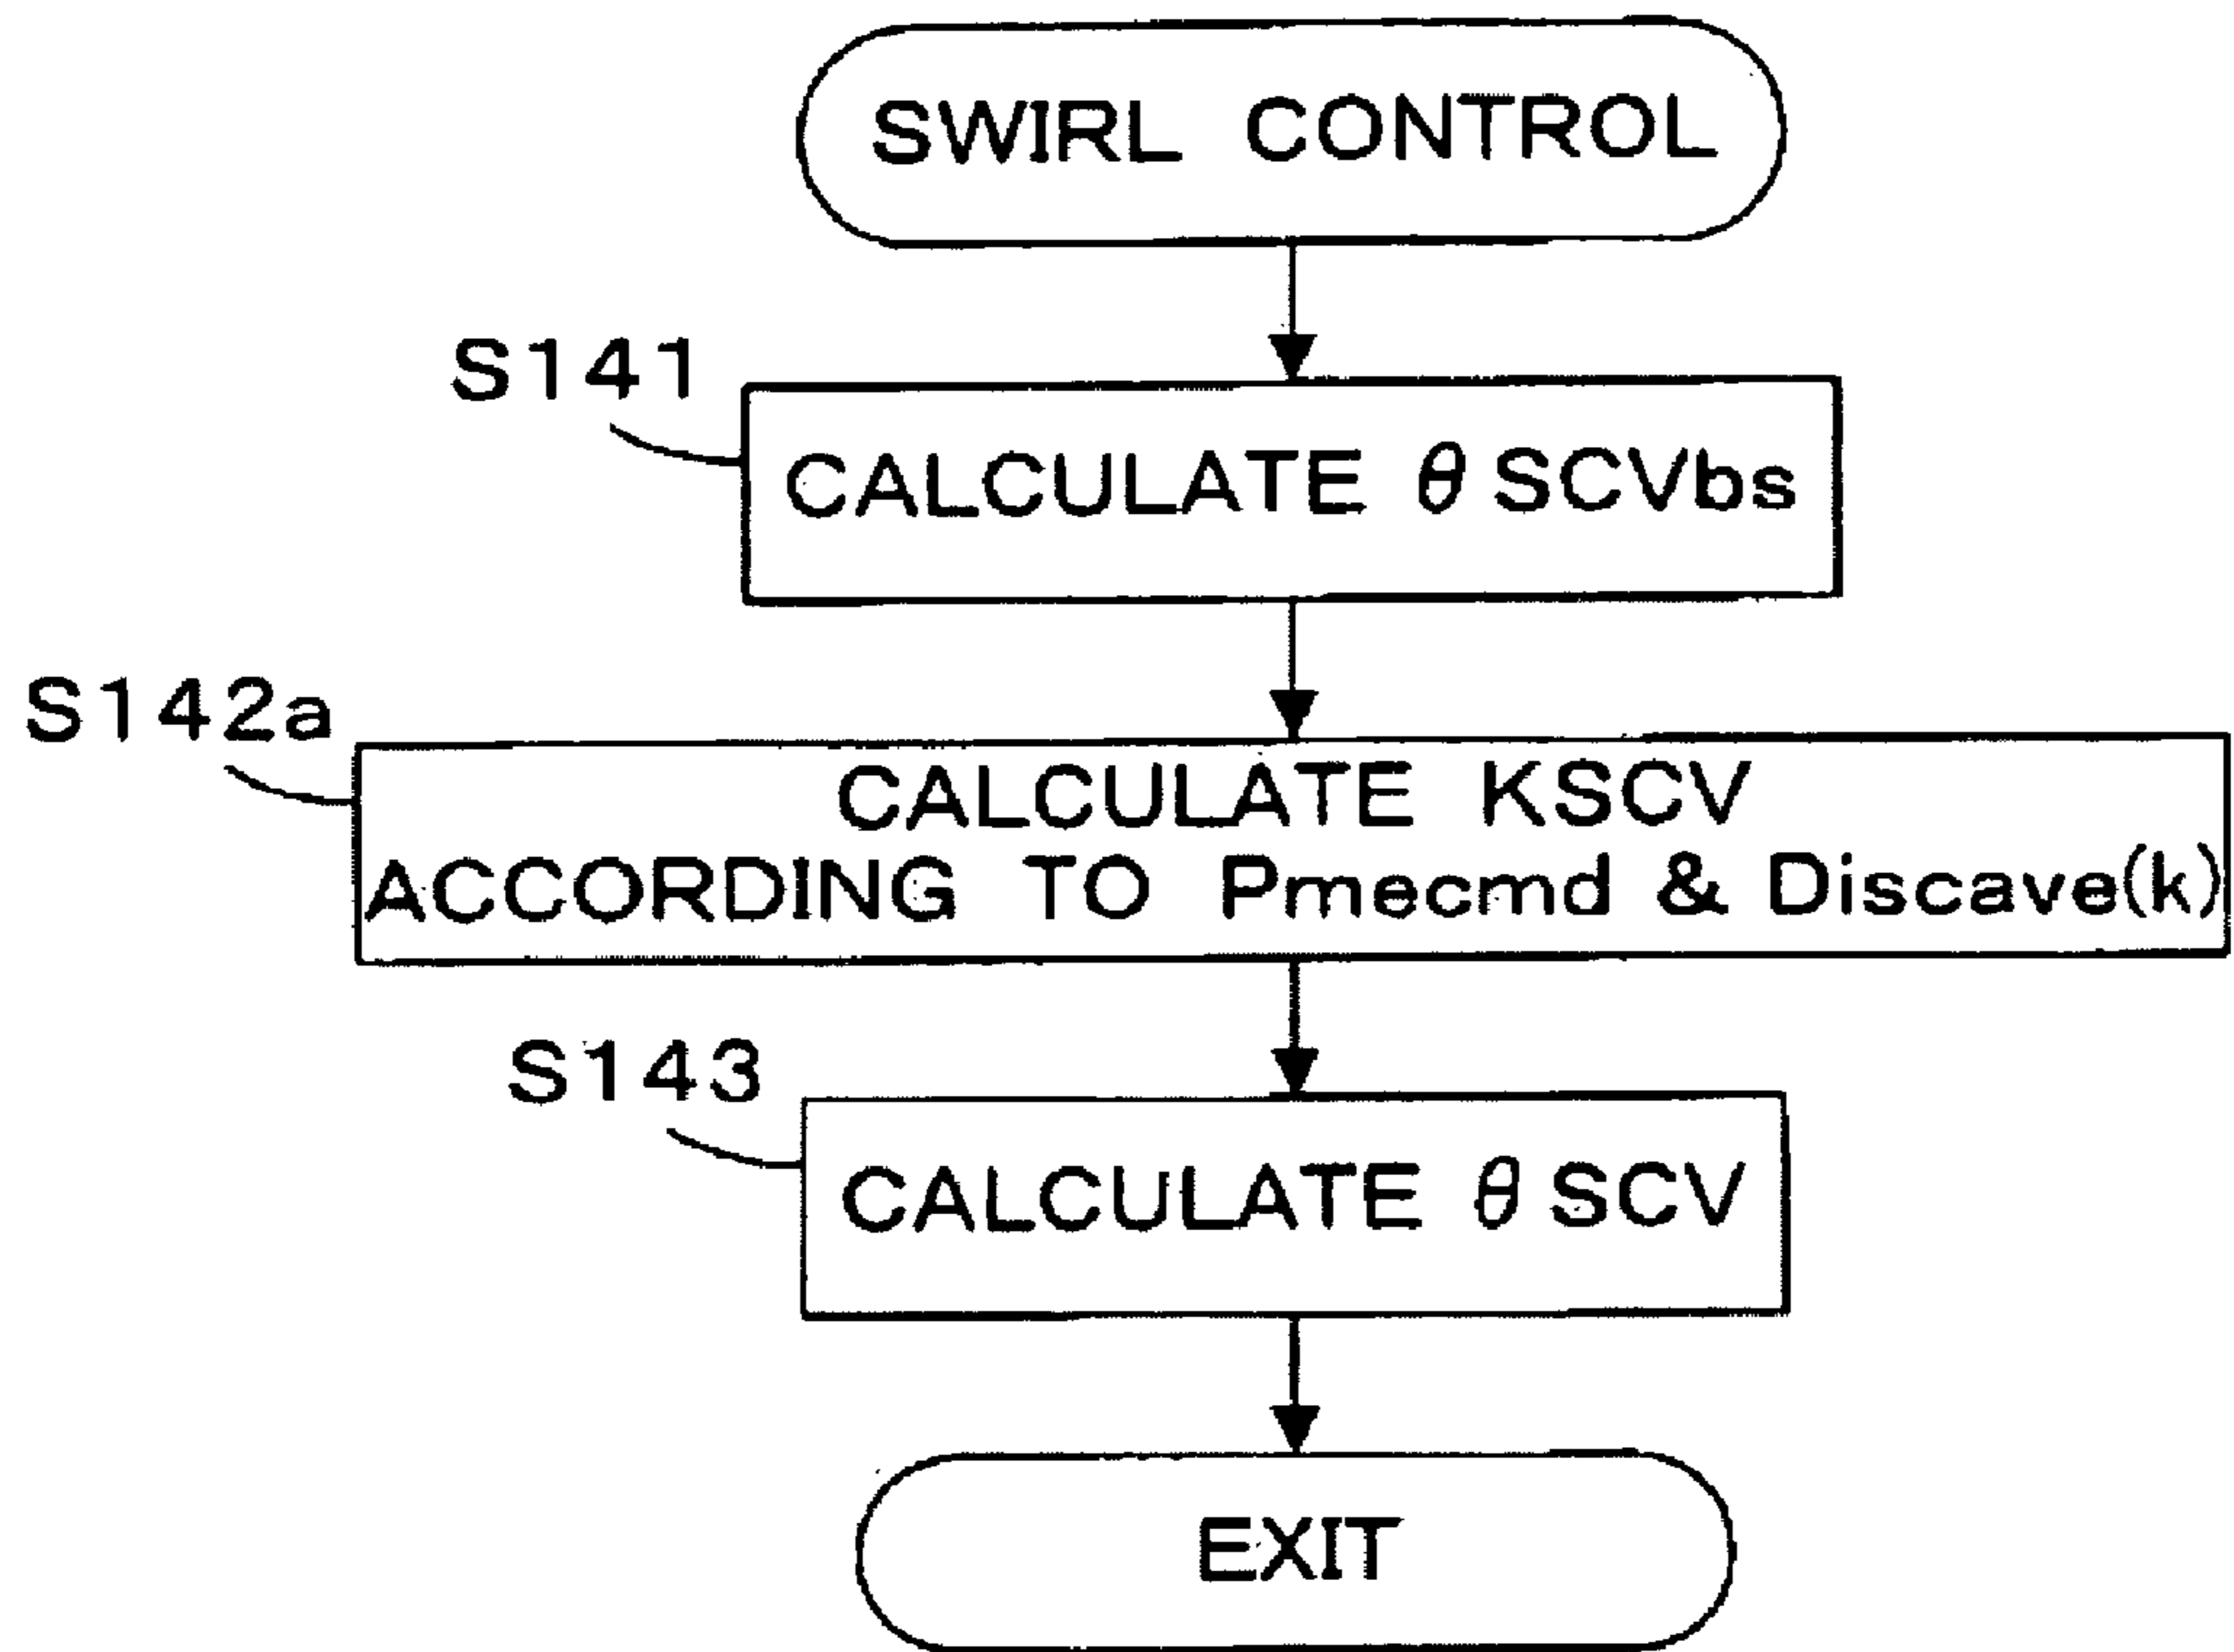 SWIRL CONTROL
S141
CALCULATE θSCVbs
S142a
CALCULATE KSCV
ACCORDING TO Pmecmd & Discave(k)
S143
CALCULATE θSCV
EXIT